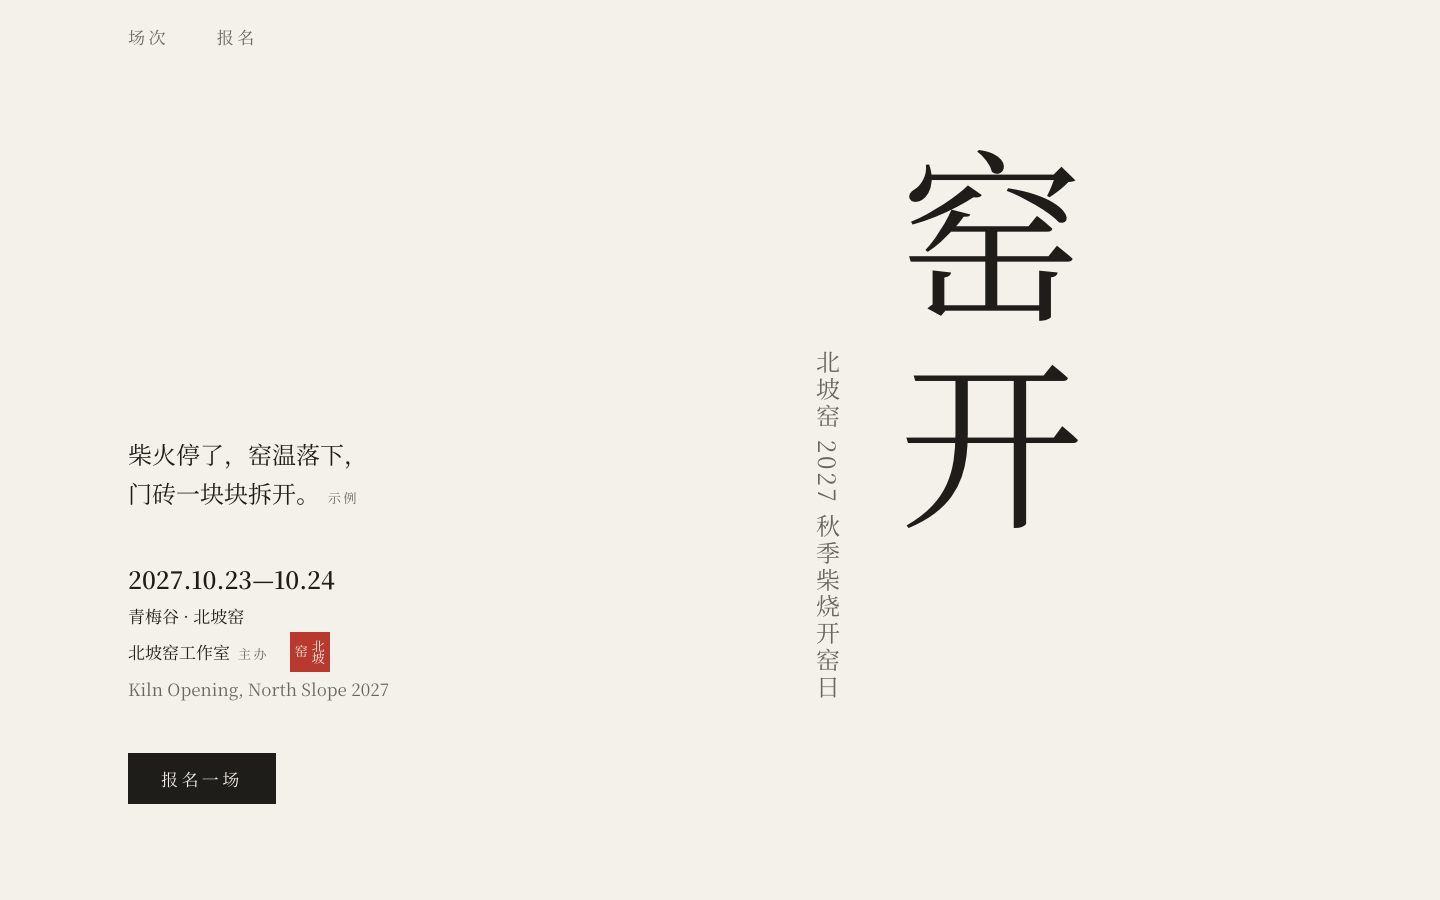 场次
报名
窑开
北坡窑 2027 秋季柴烧开窑日
柴火停了，窑温落下，
门砖一块块拆开。 示例
2027.10.23—10.24
青梅谷 · 北坡窑
北坡窑工作室 主办
北坡窑
Kiln Opening, North Slope 2027
报名一场